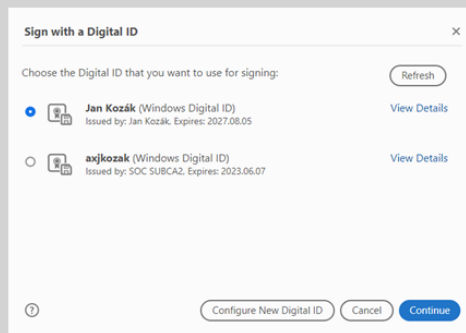 Sign with a Digital ID
Choose the Digital ID that you want to use for signing:
Refresh
Jan Kozák (Windows Digital ID)
View Details
Issued by: Jan Kozák, Expires: 2027.08.05
axjkozak (Windows Digital ID)
View Details
Issued by: SOC SUBCA2, Expires: 2023.06.07
?
Configure New Digital ID
Cancel
Continue